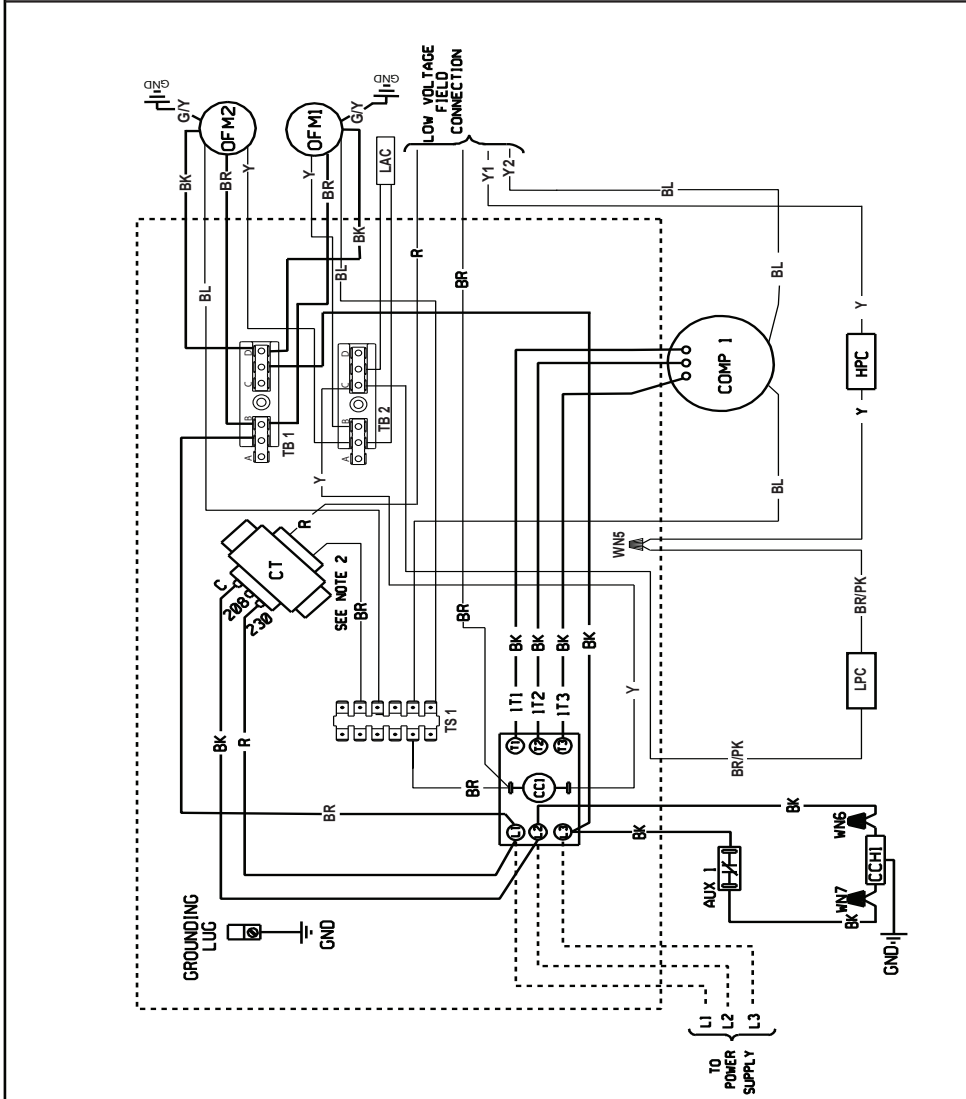 GND
G/Y
OFM2
GND
G/Y
OFM1
BK
BR
Y
Y
BR
LAC
LOW VOLTAGE
FIELD
CONNECTION
Y1
Y2
BL
BL
BL
BK
R
BR
BL
Y
HPC
Y
COMP 1
D
C
B
A
TB 1
D
C
B
A
TB 2
Y
BL
R
CT
C
208
230
SEE NOTE 2
BR
BR
WN5
BR/PK
LPC
BR/PK
BK
BK
BK
BK
1T1
1T2
1T3
Y
TS 1
BK
R
BR
BR
T1
T2
T3
CC1
L1
L2
L3
BK
BK
WN6
CCH1
WN7
BK
AUX 1
GND
GROUNDING
LUG
GND
L1
L2
L3
TO
POWER
SUPPLY